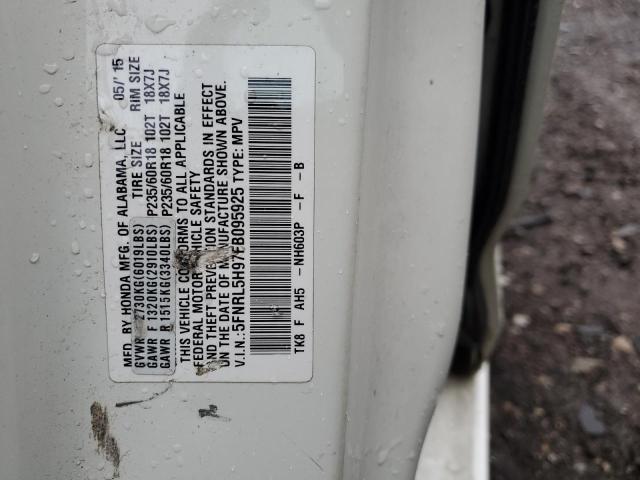 MFD. BY HONDA MFG. OF ALABAMA, LLC 05/'15
GVWR 2730KG(6019LBS) TIRE SIZE RIM SIZE
GAWR F 1320KG(2910LBS) P235/60R18 102T 18X7J
GAWR R 1515KG(3340LBS) P235/60R18 102T 18X7J
THIS VEHICLE CONFORMS TO ALL APPLICABLE
FEDERAL MOTOR VEHICLE SAFETY
AND THEFT PREVENTION STANDARDS IN EFFECT
ON THE DATE OF MANUFACTURE SHOWN ABOVE.
V.I.N.: 5FNRL5H97FB095925 TYPE: MPV
TK8 F AH5 -NH603P -F -B